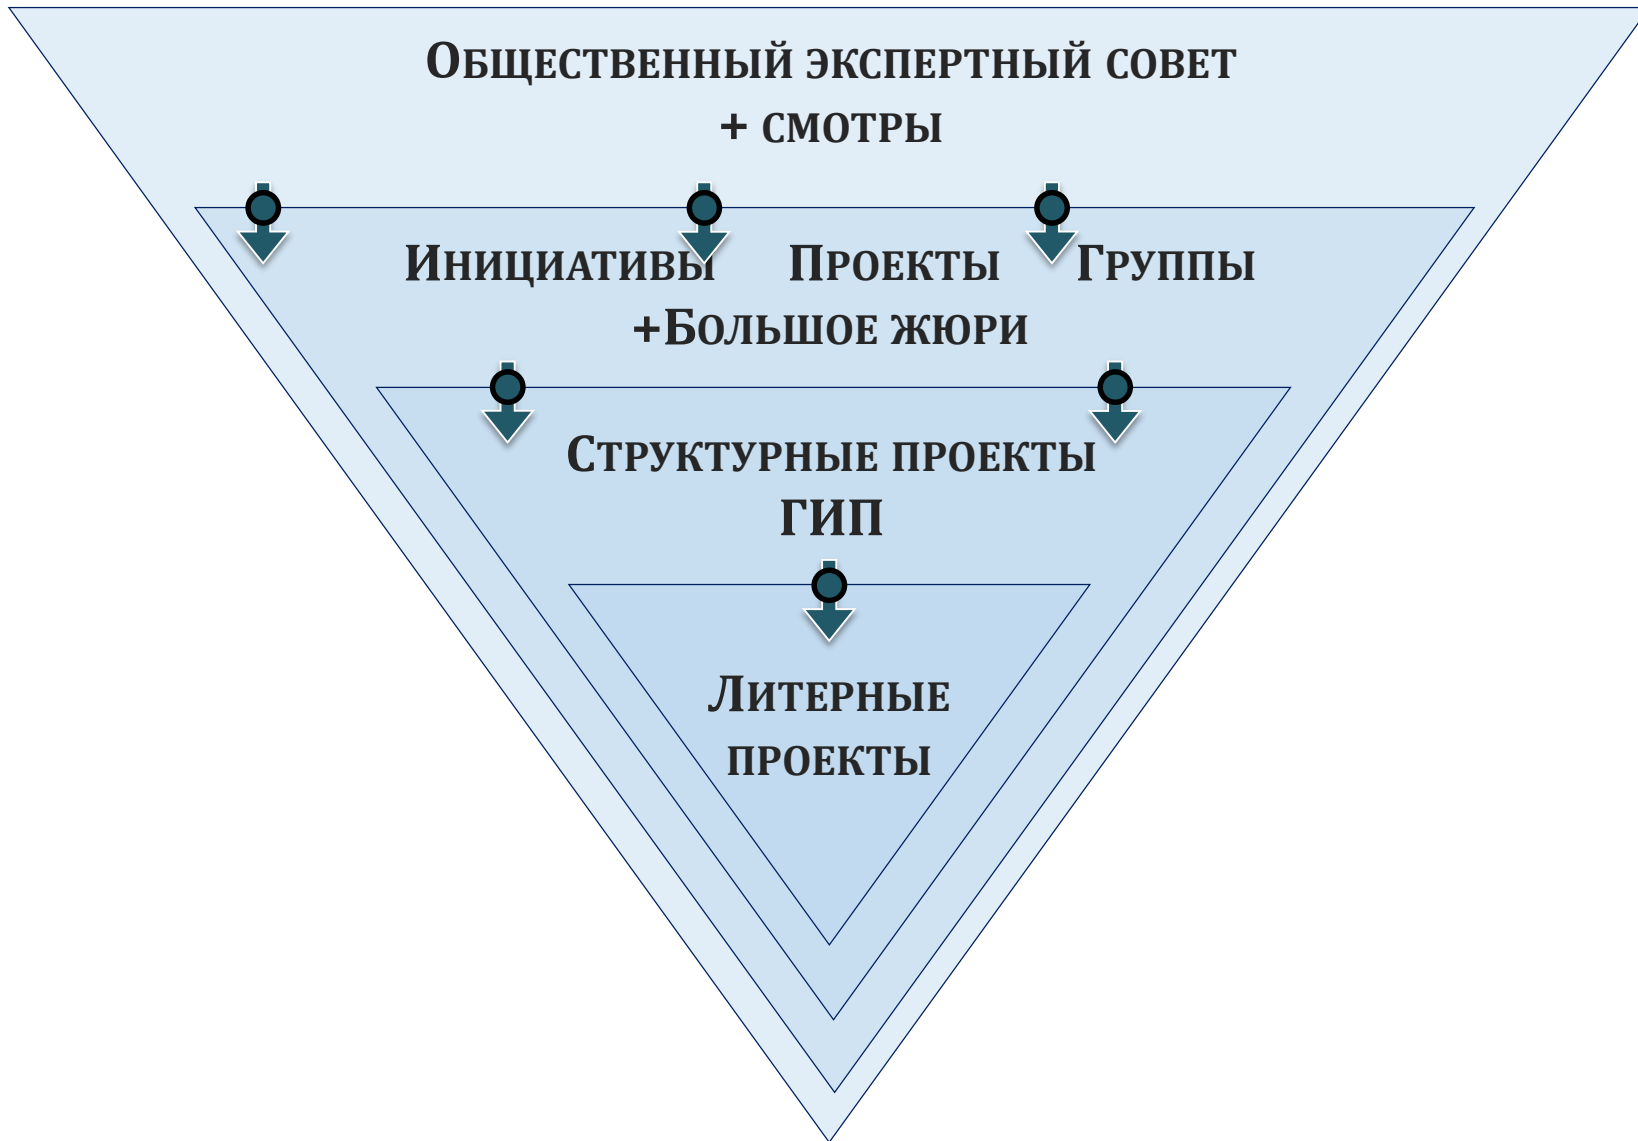 Общественный экспертный совет
+ смотры
Инициативы Проекты Группы
+Большое жюри
Структурные проекты
ГИП
Литерные
проекты